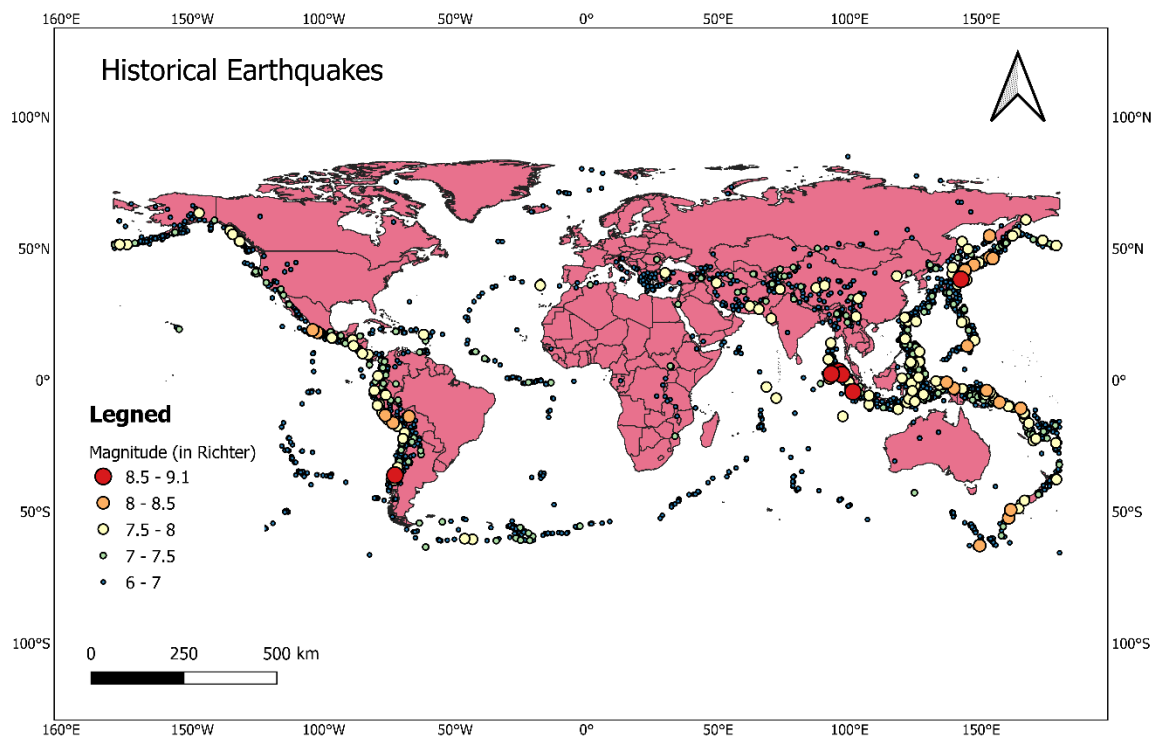 160°E 150°W 100°W 50°W 0° 50°E 100°E 150°E
Historical Earthquakes
100°N 100°N
50°N 50°N
0° 0°
Legned
Magnitude (in Richter)
8.5 - 9.1
8 - 8.5
7.5 - 8
50°S 50°S
7 - 7.5
6 - 7
100°S 100°S
0 250 500 km
160°E 150°W 100°W 50°W 0° 50°E 100°E 150°E